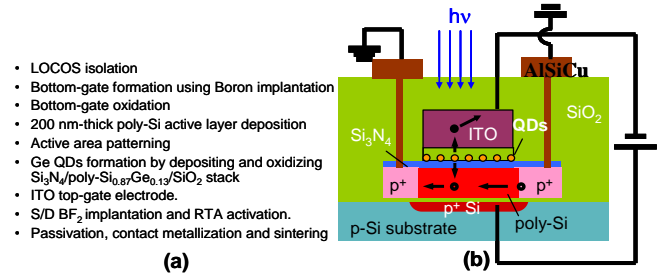 • LOCOS isolation
• Bottom-gate formation using Boron implantation
• Bottom-gate oxidation
• 200 nm-thick poly-Si active layer deposition
• Active area patterning
• Ge QDs formation by depositing and oxidizing
Si₃N₄/poly-Si₀.₈₇Ge₀.₁₃/SiO₂ stack
• ITO top-gate electrode.
• S/D BF₂ implantation and RTA activation.
• Passivation, contact metallization and sintering
(a)
hν
AlSiCu
SiO₂
Si₃N₄
ITO
QDs
p⁺
p⁺
p⁺ Si
p-Si substrate
poly-Si
(b)